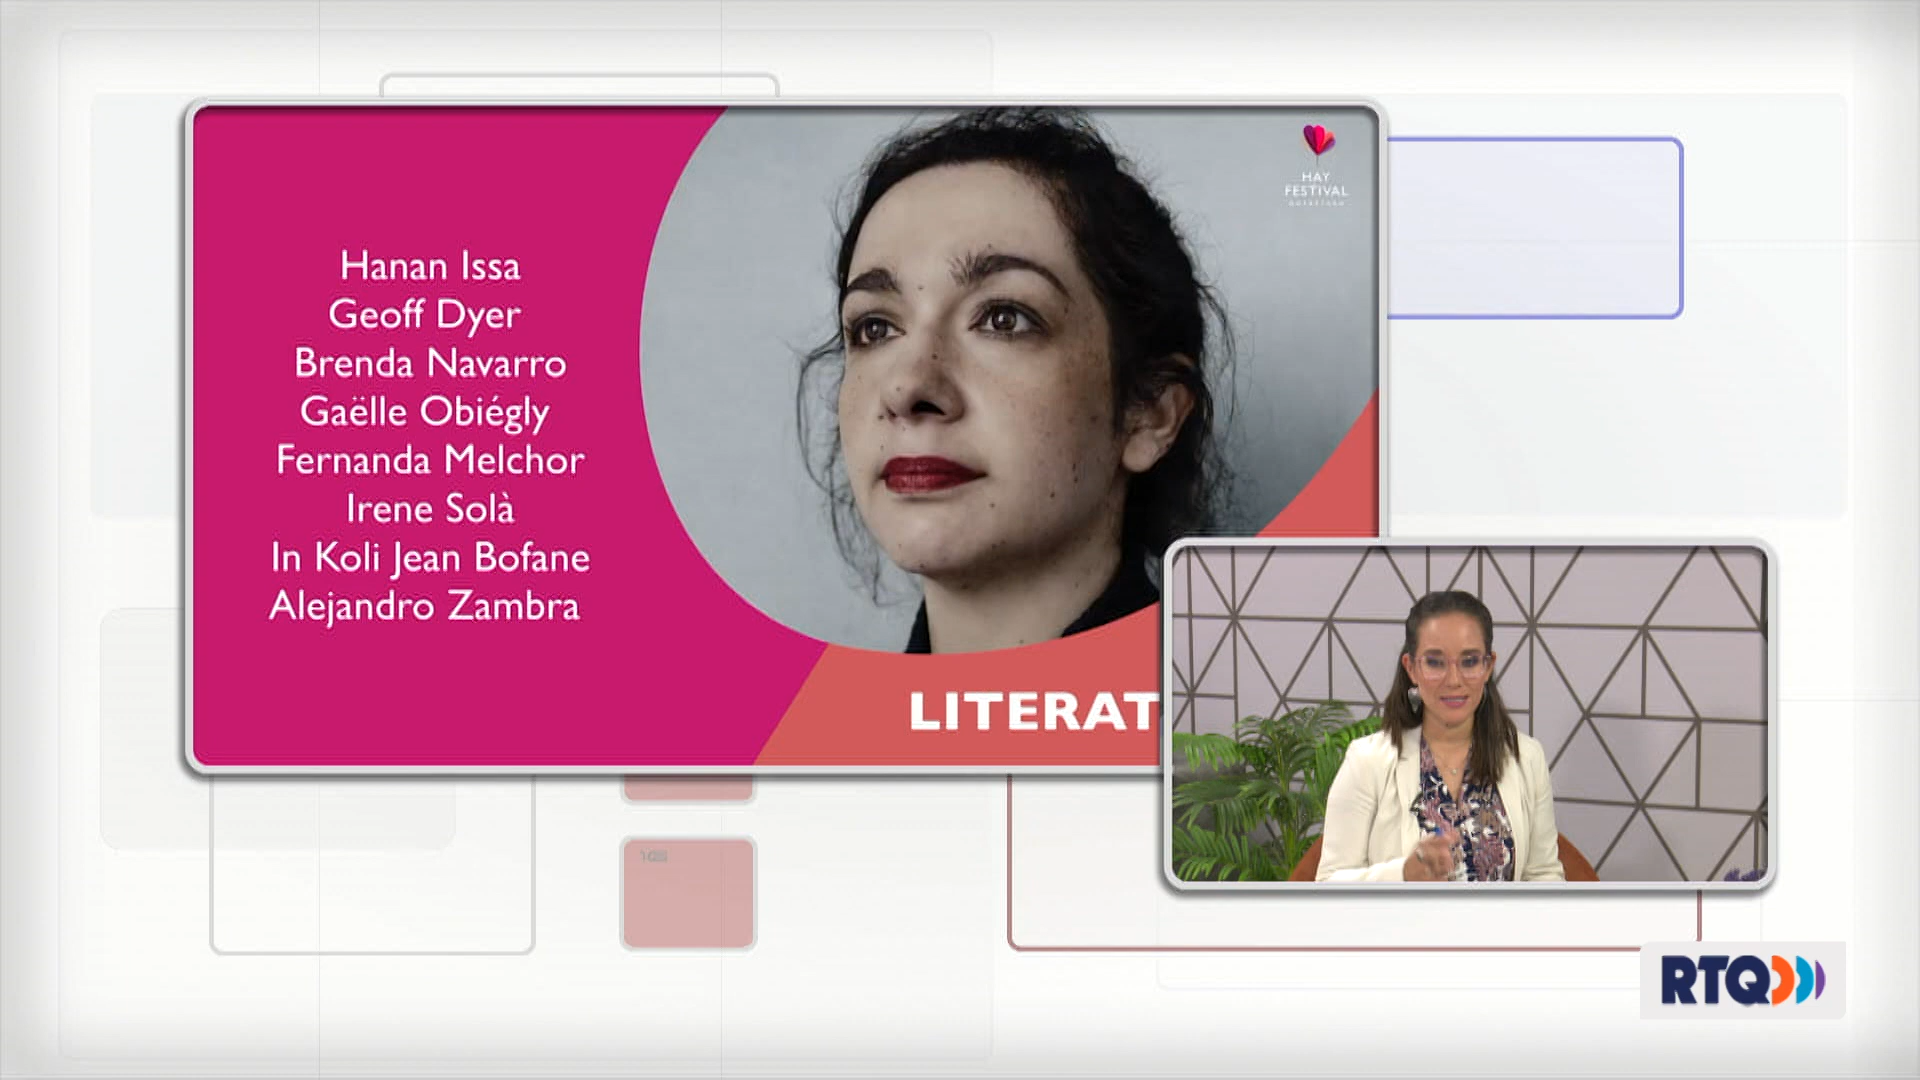 HAY
FESTIVAL
Hanan Issa
Geoff Dyer
Brenda Navarro
Gaëlle Obiégly
Fernanda Melchor
Irene Solà
In Koli Jean Bofane
Alejandro Zambra
LITERAT
RTQ